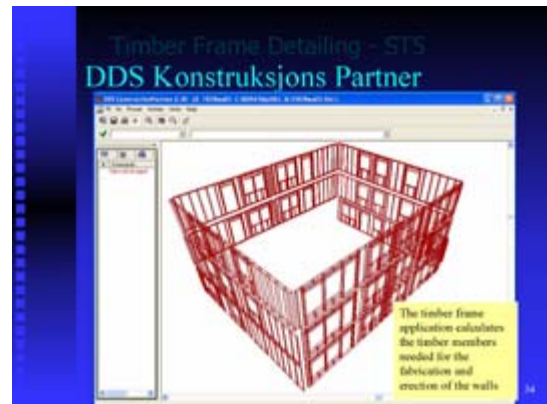 Timber Frame Detailing - STS
DDS Konstruksjons Partner
The timber frame
application calculates
the timber members
needed for the
fabrication and
erection of the walls
34